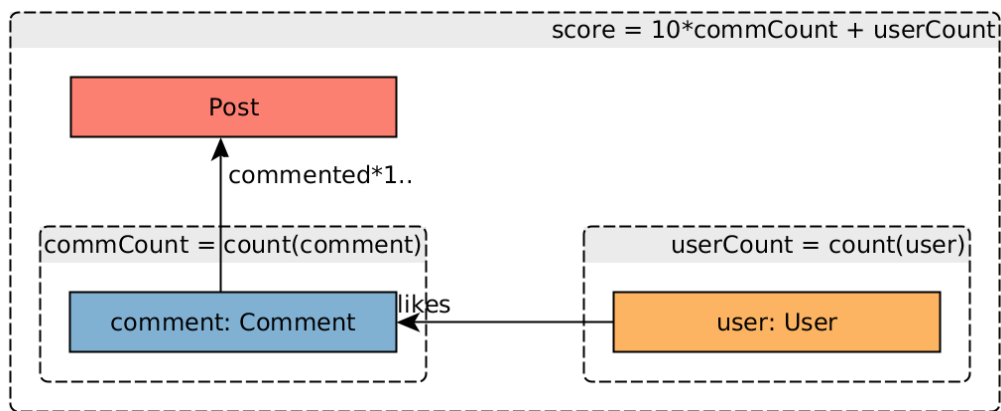 score = 10*commCount + userCount
Post
commented*1..
commCount = count(comment)
userCount = count(user)
likes
comment: Comment
user: User